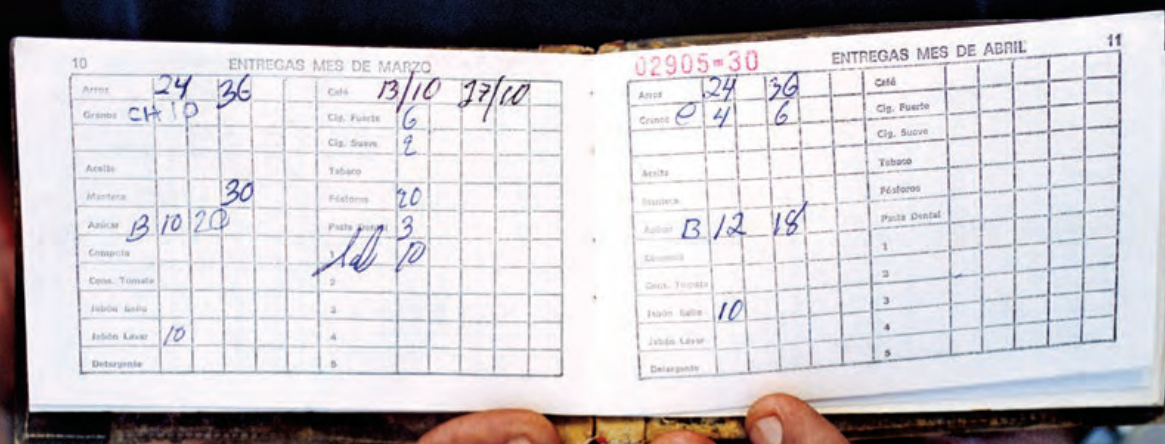 10 ENTREGAS MES DE MARZO
Arroz 24 36
Granos CH 10
Aceite
Manteca 30
Azúcar B 10 20
Compota
Cons. Tomate
Jabón Baño
Jabón Lavar 10
Detergente
Café 13/10 17/10
Cig. Fuerte 6
Cig. Suave 2
Tabaco
Fósforos 20
Pasta Dental 3
1 Sal 10
2
3
4
5
02905-30 ENTREGAS MES DE ABRIL 11
Arroz 24 36
Granos C 4 6
Aceite
Manteca
Azúcar B 12 18
Compota
Cons. Tomate
Jabón Baño 10
Jabón Lavar
Detergente
Café
Cig. Fuerte
Cig. Suave
Tabaco
Fósforos
Pasta Dental
1
2
3
4
5